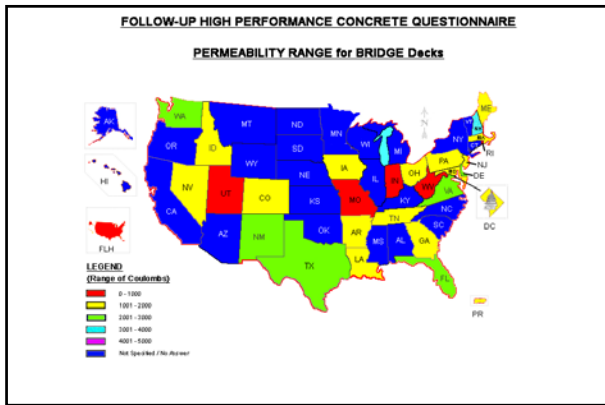 FOLLOW-UP HIGH PERFORMANCE CONCRETE QUESTIONNAIRE
PERMEABILITY RANGE for BRIDGE Decks
AK
HI
FLH
WA
OR
CA
ID
NV
UT
AZ
MT
WY
CO
NM
ND
SD
NE
KS
OK
TX
MN
IA
MO
AR
LA
WI
IL
MS
MI
IN
KY
TN
AL
OH
WV
GA
FL
PA
VA
NC
SC
NY
VT
ME
RI
NJ
DE
DC
PR
LEGEND
(Range of Coulombs)
0 - 1000
1001 - 2000
2001 - 3000
3001 - 4000
4001 - 5000
Not Specified / No Answer